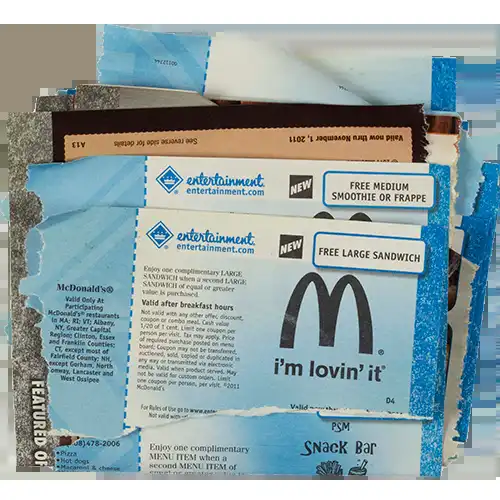 00112744
See reverse side for details
Valid now thru November 1, 2011
A13
entertainment.
entertainment.com
NEW
FREE MEDIUM
SMOOTHIE OR FRAPPE
entertainment.
entertainment.com
NEW
FREE LARGE SANDWICH
Enjoy one complimentary LARGE
SANDWICH when a second LARGE
SANDWICH of equal or greater
value is purchased.
Valid after breakfast hours
Not valid with any other offer, discount,
coupon or combo meal. Cash value
1/20 of 1 cent. Limit one coupon per
person per visit. Tax may apply. Price
of required purchase posted on menu
board. Coupon may not be transferred,
auctioned, sold, copied or duplicated in
any way or transmitted via electronic
media. Valid when product served. May
not be valid for custom orders. Limit
one coupon per person, per visit. ©2011
McDonald's
For Rules of Use go to www.
McDonald's®
Valid Only At
Participating
McDonald's® restaurants
in MA; RI; VT; Albany,
NY, Greater Capital
Region; Clinton, Essex
and Franklin Counties;
CT, except most of
Fairfield County; NH,
except Gorham, North
Conway, Lancaster and
West Ossipee
i'm lovin' it®
D4
FEATURED OF
)478-2006
•Pizza
•Hot dogs
•Macaroni & cheese
Enjoy one complimentary
MENU ITEM when a
second MENU ITEM of
PSM
SNACK BAR